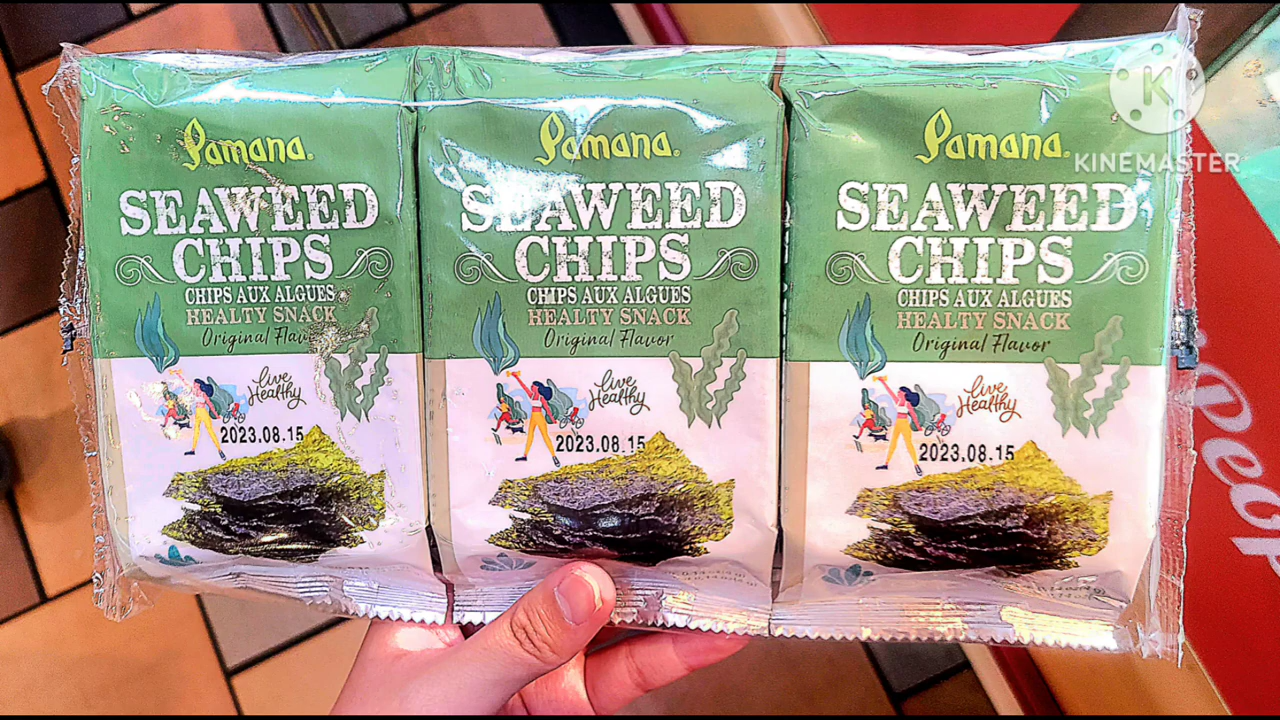 Pamana
SEAWEED
CHIPS
CHIPS AUX ALGUES
HEALTY SNACK
Original Flavor
live
Healthy
2023.08.15
Pamana
SEAWEED
CHIPS
CHIPS AUX ALGUES
HEALTY SNACK
Original Flavor
live
Healthy
2023.08.15
Pamana
SEAWEED
CHIPS
CHIPS AUX ALGUES
HEALTY SNACK
Original Flavor
live
Healthy
2023.08.15
K
KINEMASTER